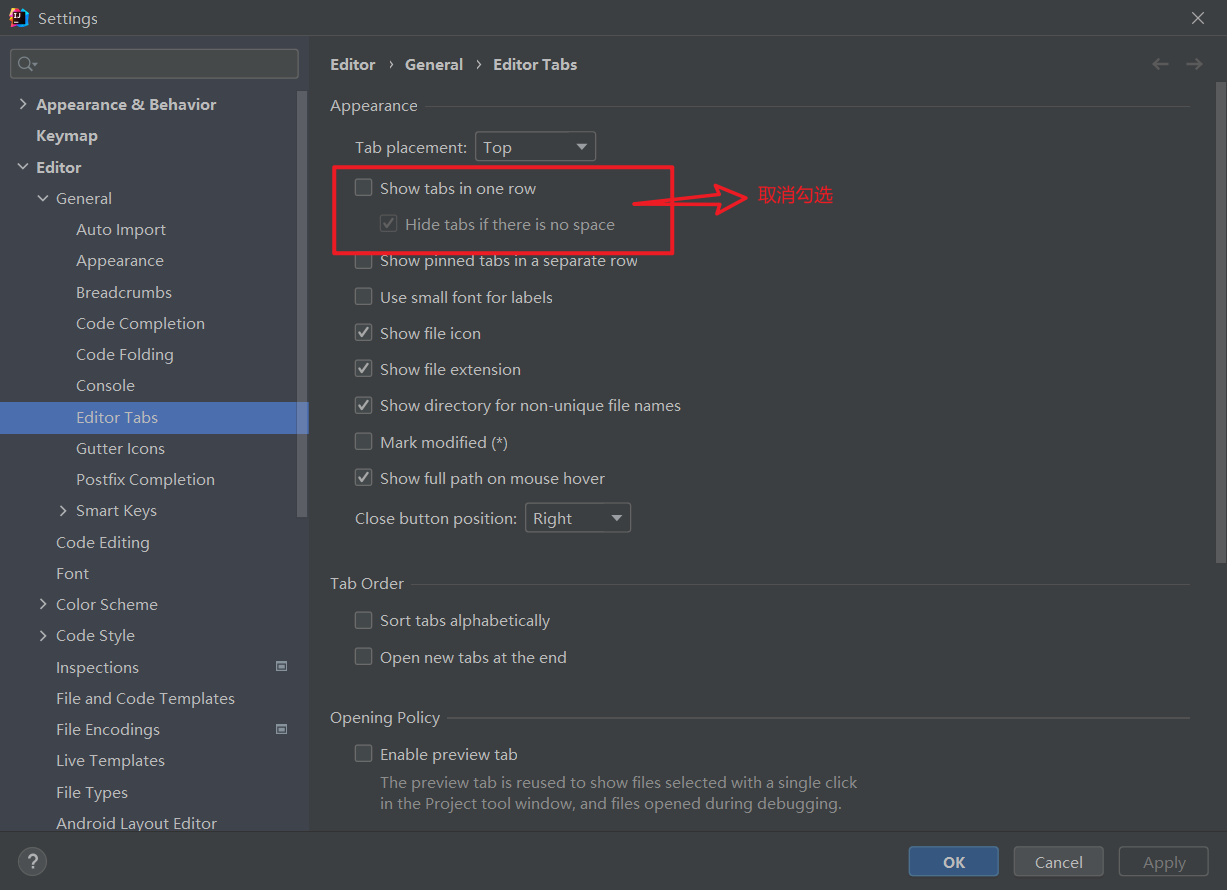 Settings
Editor › General › Editor Tabs
Appearance & Behavior
Keymap
Editor
General
Auto Import
Appearance
Breadcrumbs
Code Completion
Code Folding
Console
Editor Tabs
Gutter Icons
Postfix Completion
Smart Keys
Code Editing
Font
Color Scheme
Code Style
Inspections
File and Code Templates
File Encodings
Live Templates
File Types
Android Layout Editor
Appearance
Tab placement: Top
Show tabs in one row
取消勾选
Hide tabs if there is no space
Show pinned tabs in a separate row
Use small font for labels
Show file icon
Show file extension
Show directory for non-unique file names
Mark modified (*)
Show full path on mouse hover
Close button position: Right
Tab Order
Sort tabs alphabetically
Open new tabs at the end
Opening Policy
Enable preview tab
The preview tab is reused to show files selected with a single click
in the Project tool window, and files opened during debugging.
?
OK
Cancel
Apply